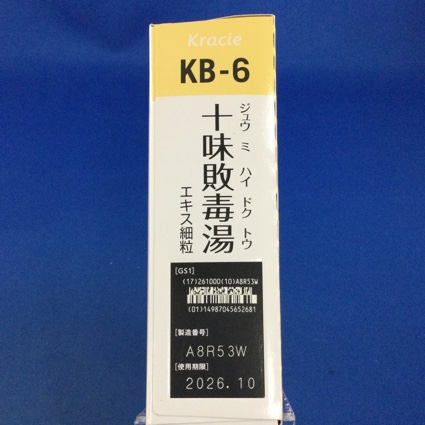 Kracie
KB-6
十味敗毒湯
ジュウ ミ ハイ ドク トウ
エキス細粒
[GS1]
(17)261000(10)A8R53W
(01)14987045652681
[製造番号]
A8R53W
[使用期限]
2026.10